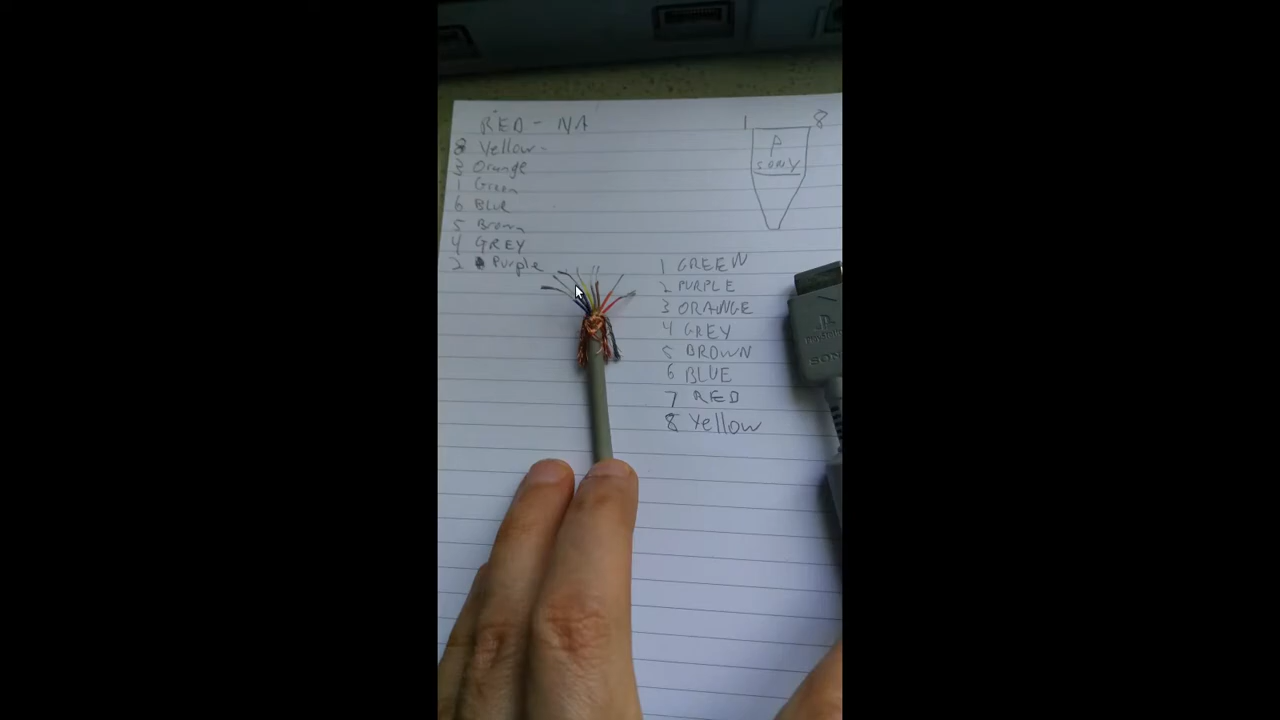 RED - NA
8 Yellow -
3 Orange
1 Green
6 BLUE
5 Brown
4 GREY
2 Purple
1 8
P
SONY
1 GREEN
2 PURPLE
3 ORANGE
4 GREY
5 BROWN
6 BLUE
7 RED
8 Yellow
SONY